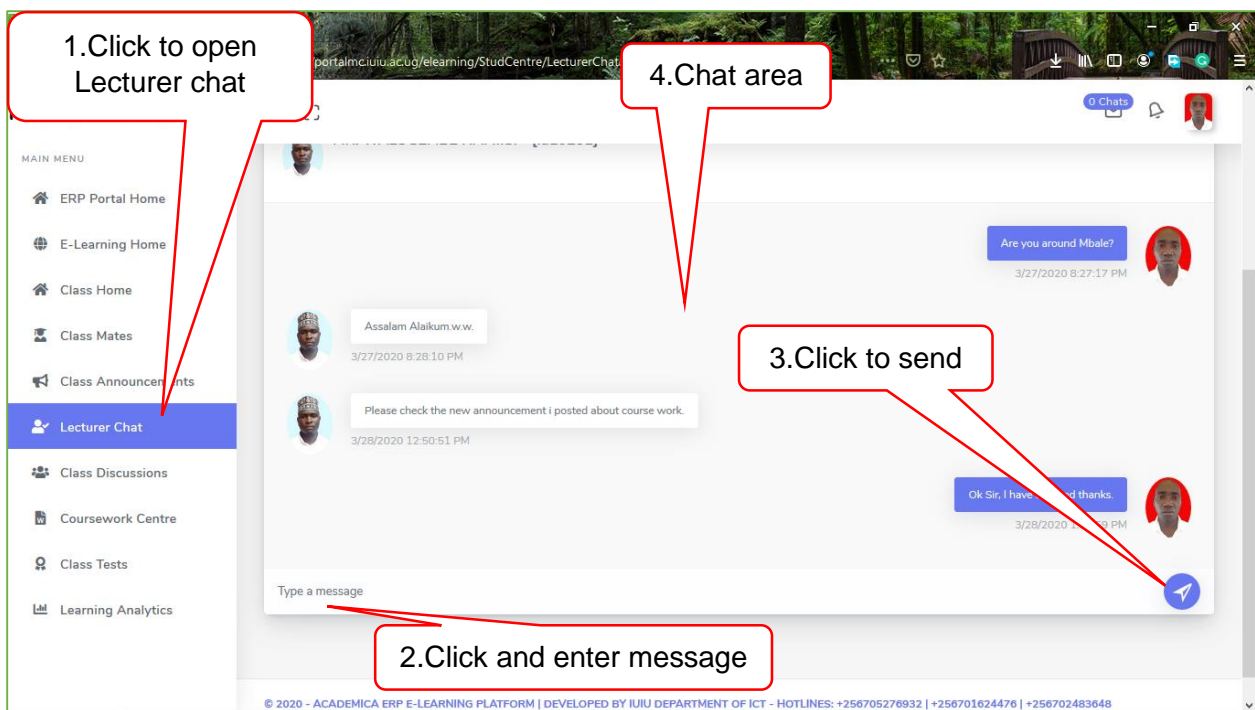 1.Click to open
Lecturer chat
portalmc.iuiu.ac.ug/elearning/StudCentre/LecturerChat
4.Chat area
0 Chats
MAIN MENU
ERP Portal Home
E-Learning Home
Class Home
Class Mates
Class Announcements
Lecturer Chat
Class Discussions
Coursework Centre
Class Tests
Learning Analytics
Are you around Mbale?
3/27/2020 8:27:17 PM
Assalam Alaikum.w.w.
3/27/2020 8:28:10 PM
3.Click to send
Please check the new announcement i posted about course work.
3/28/2020 12:50:51 PM
Ok Sir, I have thanks.
3/28/2020 PM
Type a message
2.Click and enter message
© 2020 - ACADEMICA ERP E-LEARNING PLATFORM | DEVELOPED BY IUIU DEPARTMENT OF ICT - HOTLINES: +256705276932 | +256701624476 | +256702483648